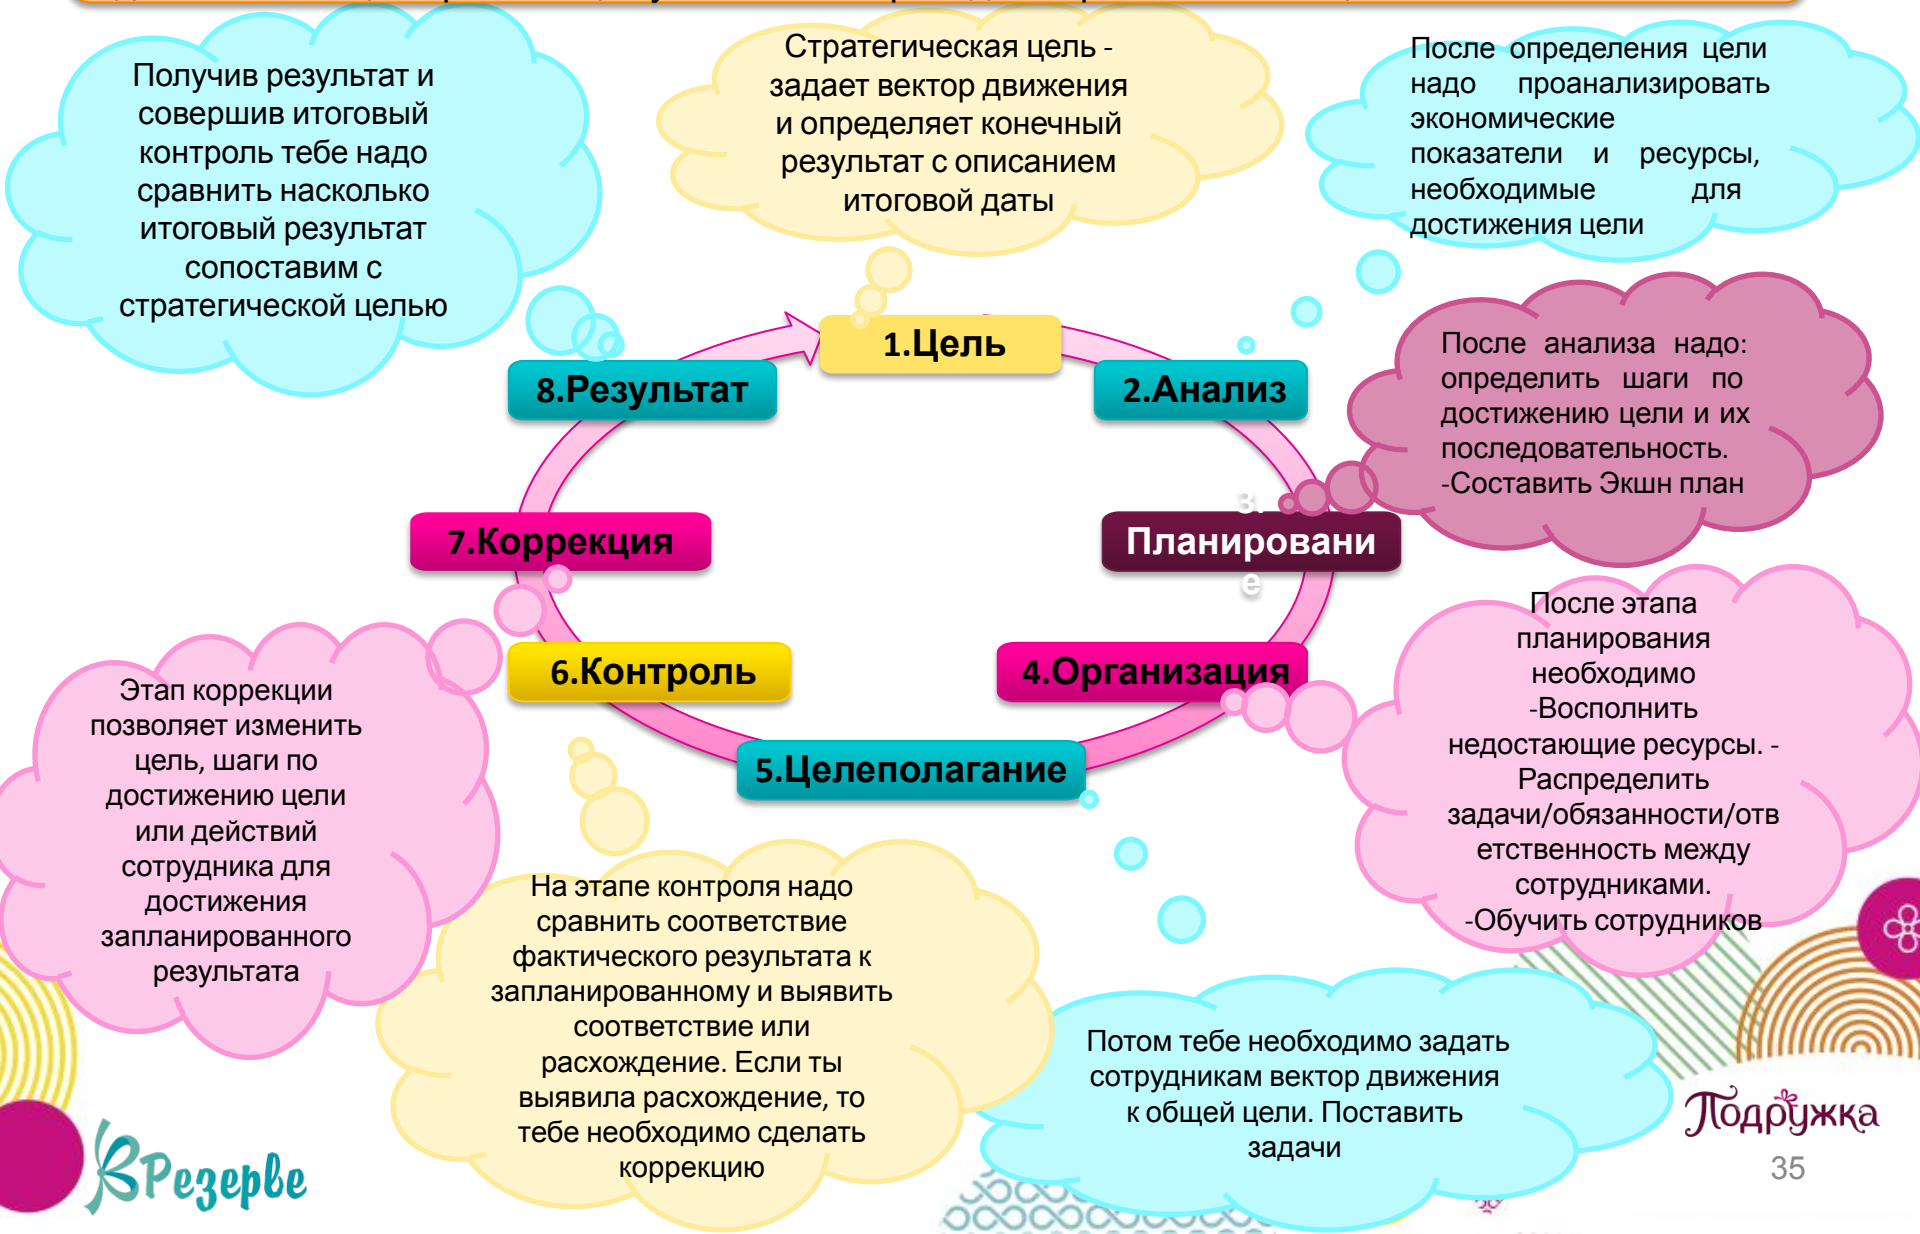 Получив результат и
совершив итоговый
контроль тебе надо
сравнить насколько
итоговый результат
сопоставим с
стратегической целью
Стратегическая цель -
задает вектор движения
и определяет конечный
результат с описанием
итоговой даты
После определения цели
надо проанализировать
экономические
показатели и ресурсы,
необходимые для
достижения цели
1.Цель
8.Результат
2.Анализ
После анализа надо:
определить шаги по
достижению цели и их
последовательность.
-Составить Экшн план
7.Коррекция
3.
Планировани
е
6.Контроль
4.Организация
5.Целеполагание
После этапа
планирования
необходимо
-Восполнить
недостающие ресурсы. -
Распределить
задачи/обязанности/отв
етственность между
сотрудниками.
-Обучить сотрудников
Этап коррекции
позволяет изменить
цель, шаги по
достижению цели
или действий
сотрудника для
достижения
запланированного
результата
На этапе контроля надо
сравнить соответствие
фактического результата к
запланированному и выявить
соответствие или
расхождение. Если ты
выявила расхождение, то
тебе необходимо сделать
коррекцию
Потом тебе необходимо задать
сотрудникам вектор движения
к общей цели. Поставить
задачи
ВРезерве
Подружка
35